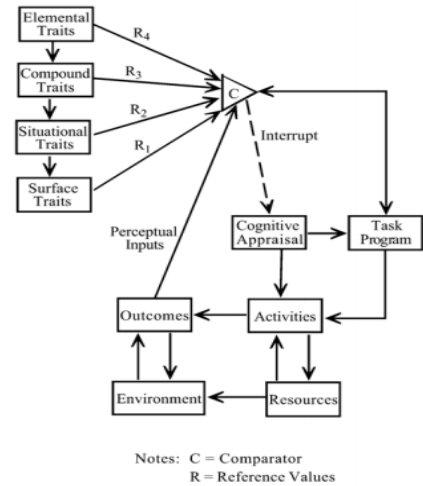 Elemental
Traits
R4
Compound
Traits
R3
C
Situational
Traits
R2
Interrupt
R1
Surface
Traits
Perceptual
Inputs
Cognitive
Appraisal
Task
Program
Outcomes
Activities
Environment
Resources
Notes: C = Comparator
R = Reference Values